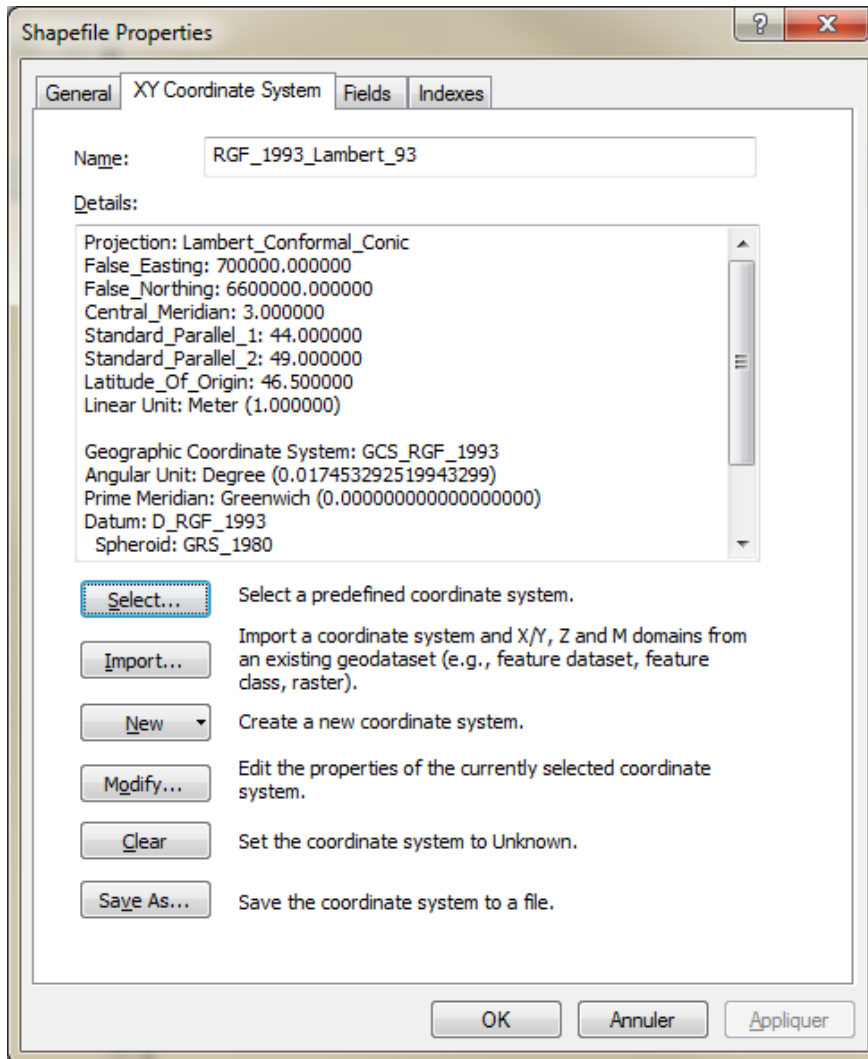 Shapefile Properties
General XY Coordinate System Fields Indexes
Name: RGF_1993_Lambert_93
Details:
Projection: Lambert_Conformal_Conic
False_Easting: 700000.000000
False_Northing: 6600000.000000
Central_Meridian: 3.000000
Standard_Parallel_1: 44.000000
Standard_Parallel_2: 49.000000
Latitude_Of_Origin: 46.500000
Linear Unit: Meter (1.000000)
Geographic Coordinate System: GCS_RGF_1993
Angular Unit: Degree (0.017453292519943299)
Prime Meridian: Greenwich (0.000000000000000000)
Datum: D_RGF_1993
Spheroid: GRS_1980
Select... Select a predefined coordinate system.
Import... Import a coordinate system and X/Y, Z and M domains from
an existing geodataset (e.g., feature dataset, feature
class, raster).
New Create a new coordinate system.
Modify... Edit the properties of the currently selected coordinate
system.
Clear Set the coordinate system to Unknown.
Save As... Save the coordinate system to a file.
OK Annuler Appliquer